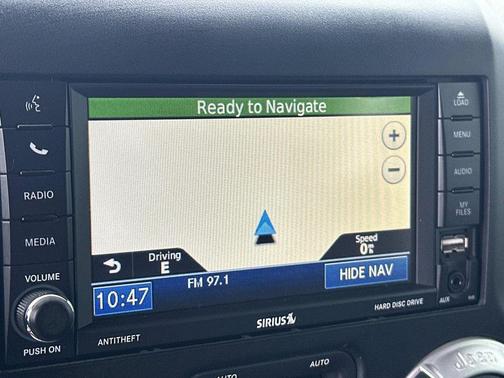 Ready to Navigate
LOAD
MENU
RADIO
AUDIO
MY
FILES
MEDIA
Driving
E
Speed
0
VOLUME
FM 97.1
HIDE NAV
10:47
AUX
HARD DISC DRIVE
SIRIUS
PUSH ON
ANTITHEFT
AUTO
AUTO